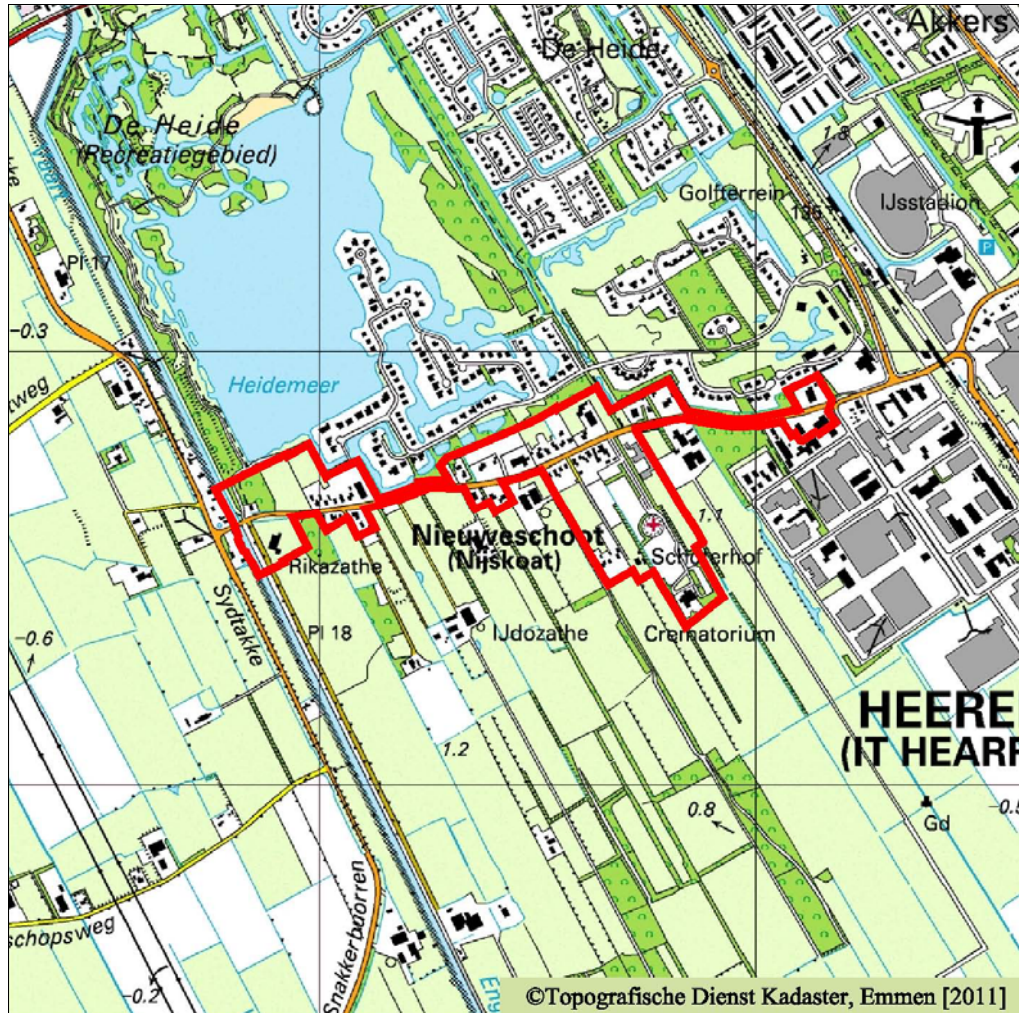 Akkers
De Heide
De Heide
(Recreatiegebied)
1.8
Golfterrein
IJsstadion
135
P
Pl 17
-0.3
Heidemeer
tweg
Nieuweschoot
(Nijskoat)
1.1
Schoterhof
Rikazathe
Sydtakke
-0.6
Pl 18
IJdozathe
Crematorium
HEERE
(IT HEARR
1.2
0.8
Gd
-0.5
schopsweg
Snakkerbuorren
-0.2
Eng
©Topografische Dienst Kadaster, Emmen [2011]